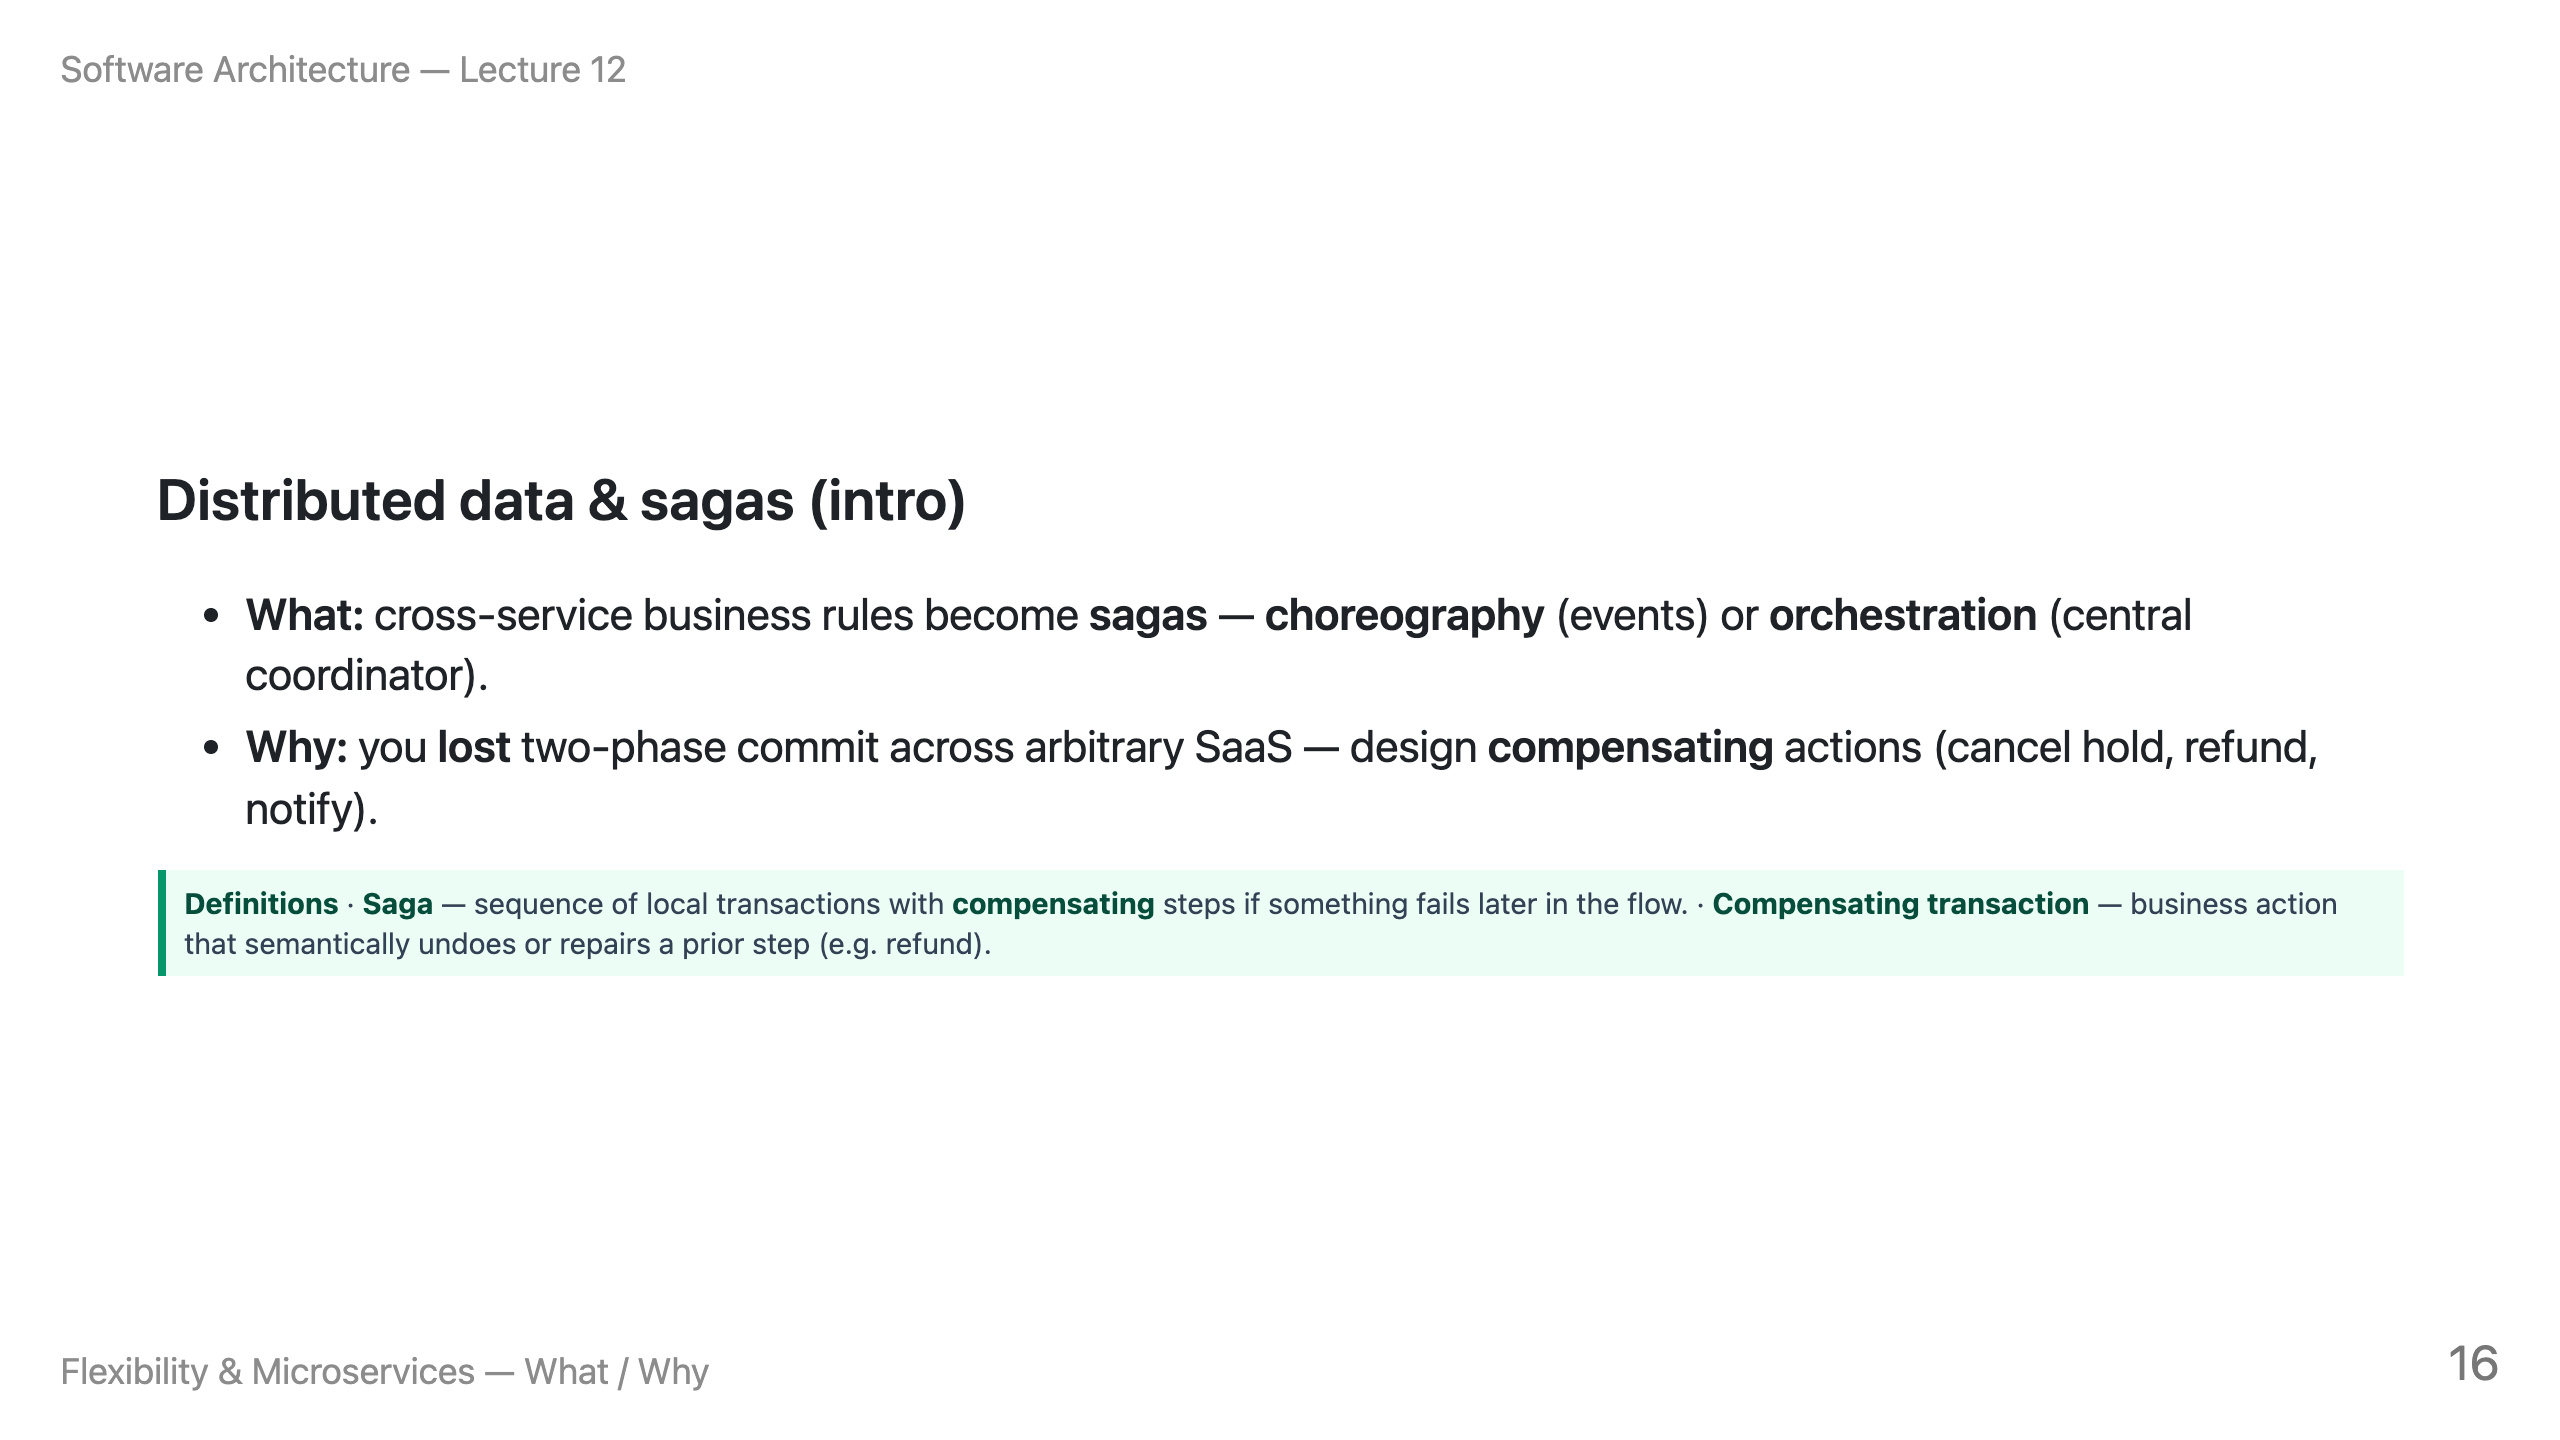 Software Architecture — Lecture 12
Distributed data & sagas (intro)
• What: cross-service business rules become sagas — choreography (events) or orchestration (central
coordinator).
• Why: you lost two-phase commit across arbitrary SaaS — design compensating actions (cancel hold, refund,
notify).
Definitions · Saga — sequence of local transactions with compensating steps if something fails later in the flow. · Compensating transaction — business action
that semantically undoes or repairs a prior step (e.g. refund).
Flexibility & Microservices — What / Why
16